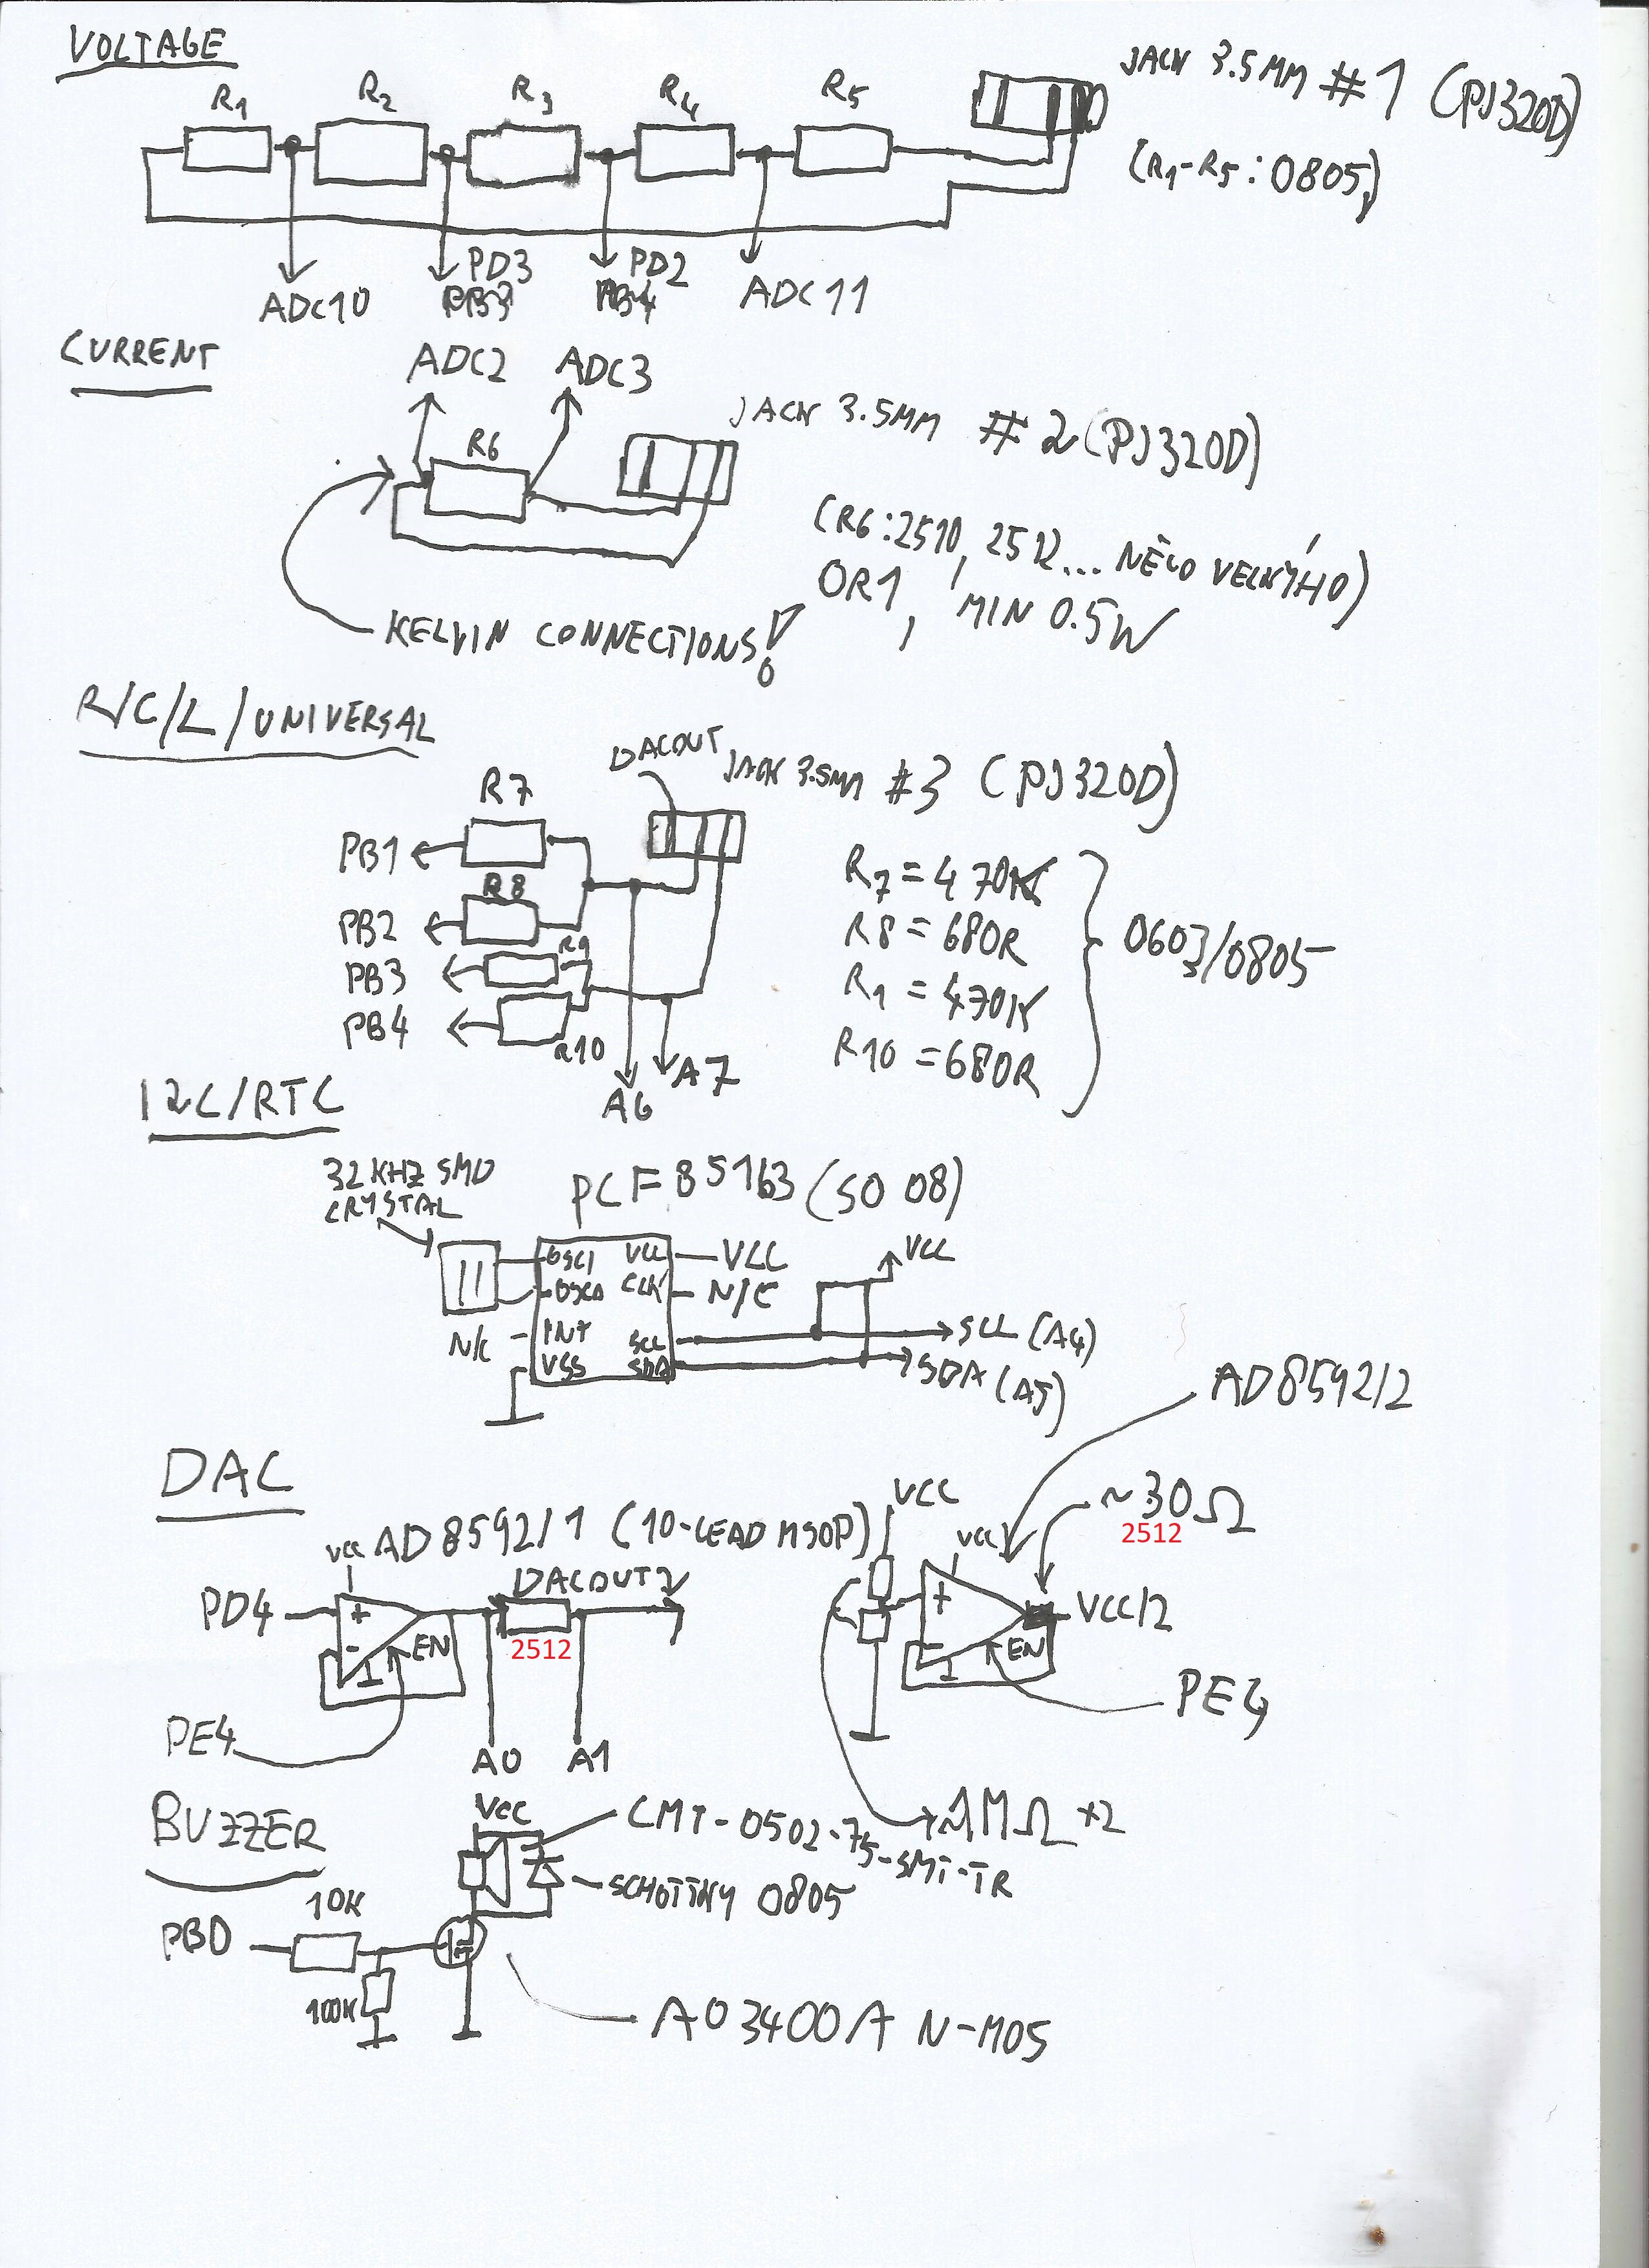 VOLTAGE
R1 R2 R3 R4 R5
JACK 3.5MM #1 (PJ320D)
(R1-R5: 0805)
ADC10 PD3 PD2 ADC11
PB3 PB4
CURRENT
ADC2 ADC3
R6
JACK 3.5MM #2 (PJ320D)
(R6: 2510, 2512... NĚCO VELKÝHO)
0R1, MIN 0.5W
KELVIN CONNECTIONS!
R/C/L/UNIVERSAL
DACOUT JACK 3.5MM #3 (PJ320D)
R7
PB1
R8
PB2
R9
PB3
PB4
R10
A6 A7
R7 = 470K
R8 = 680R
R9 = 470K
R10 = 680R
0603/0805
I2C/RTC
32KHZ SMD
CRYSTAL
PCF85163 (SO 08)
OSCI VCC VCC
OSCO CLK N/C
N/C INT SCL SCL (A4)
VSS SDA SDA (A5)
VCC
DAC
AD8592/1 (10-LEAD MSOP)
VCC
PD4 + -
EN
DACOUT2
2512
PE4
A0 A1
AD8592/2
VCC
VCC
~30Ω
2512
+ -
EN
VCC/2
PE4
1MΩ x2
BUZZER
VCC
CMT-0502-75-SMT-TR
SCHOTTKY 0805
10K
PB0
100K
AO3400A N-MOS